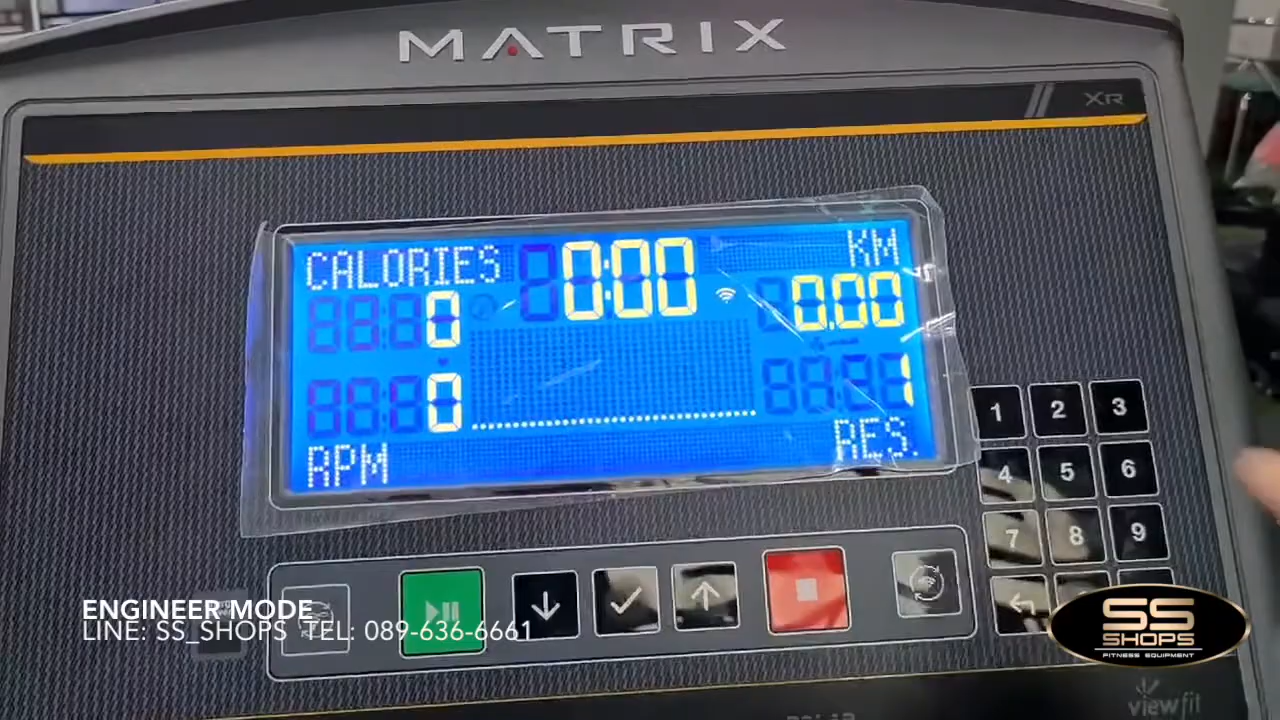 MATRIX
XR
CALORIES 0:00 KM
0 0.00
0 1
RPM RES.
1 2 3
4 5 6
7 8 9
ENGINEER MODE
LINE: SS_SHOPS TEL: 089-636-6661
SS
SHOPS
FITNESS EQUIPMENT
viewfit